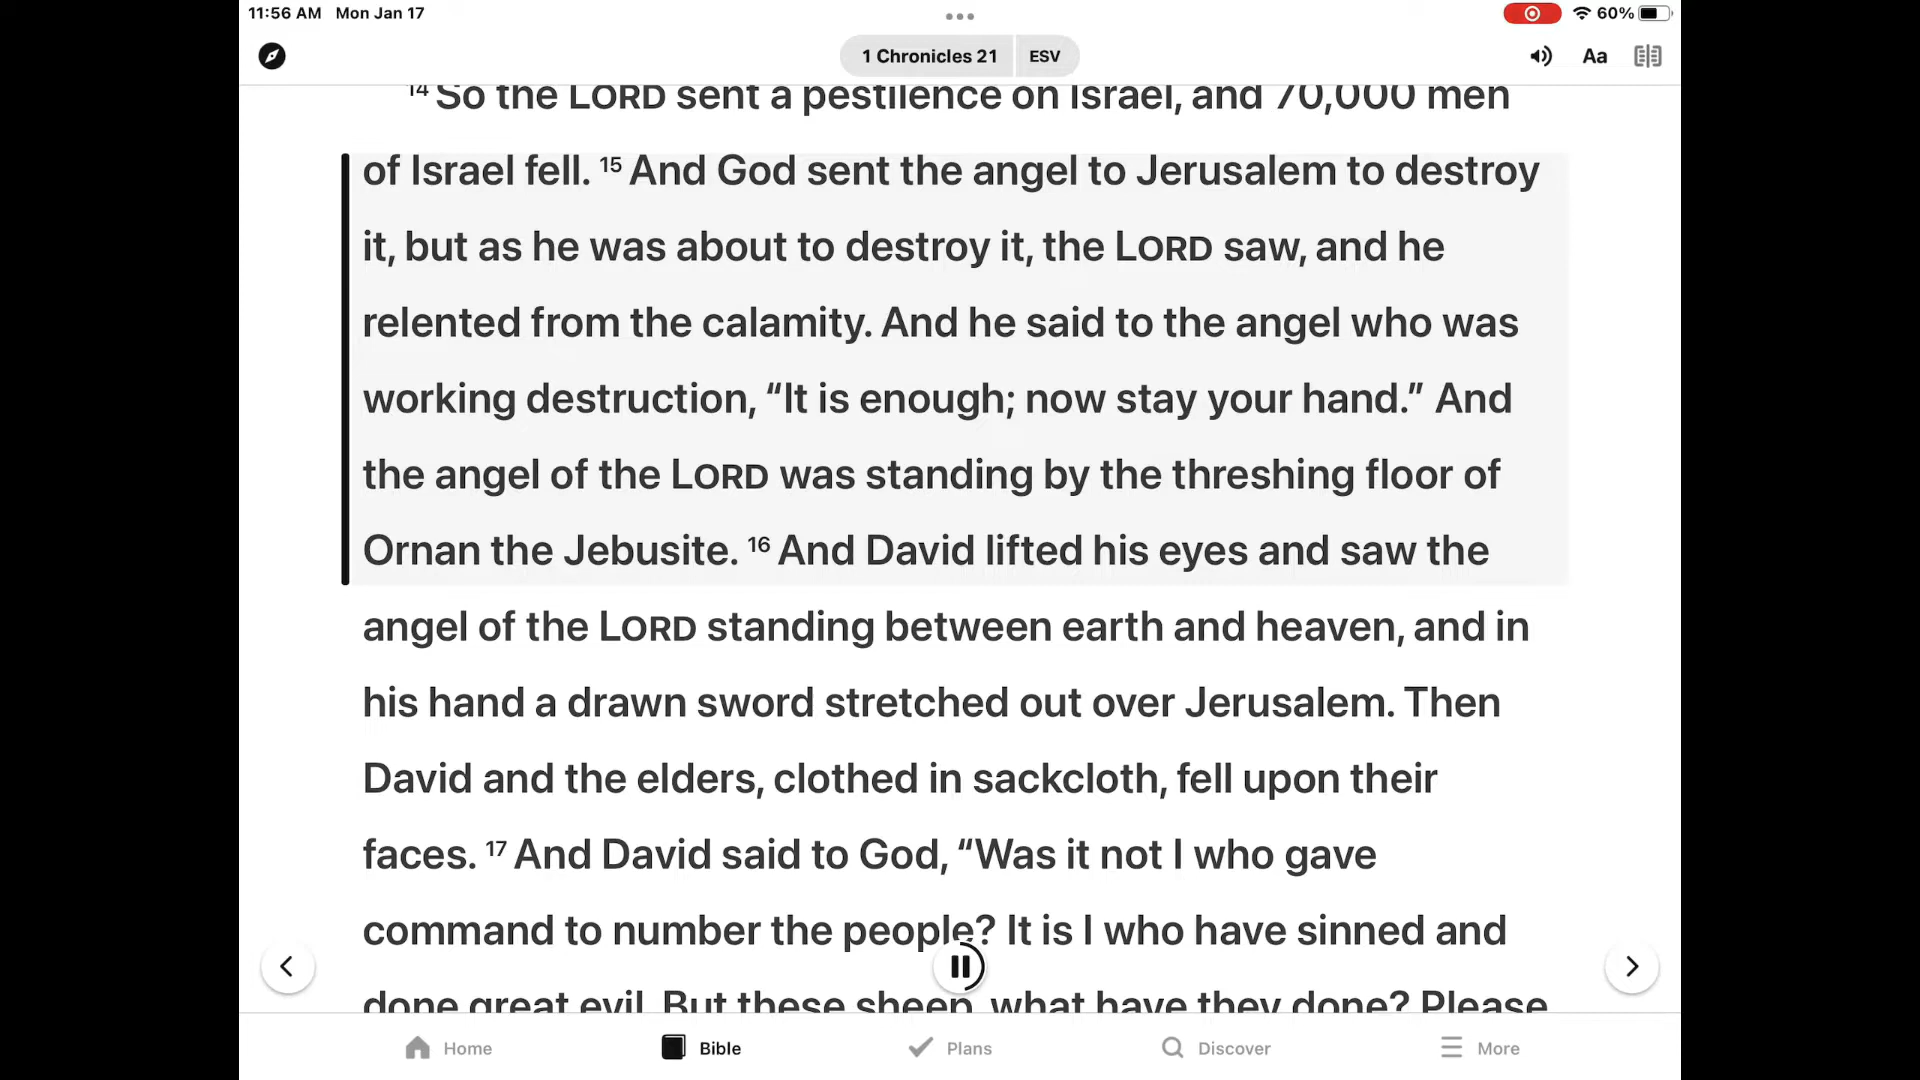 11:56 AM Mon Jan 17
60%
1 Chronicles 21 ESV
Aa
14 So the LORD sent a pestilence on Israel, and 70,000 men
of Israel fell. 15 And God sent the angel to Jerusalem to destroy
it, but as he was about to destroy it, the LORD saw, and he
relented from the calamity. And he said to the angel who was
working destruction, “It is enough; now stay your hand.” And
the angel of the LORD was standing by the threshing floor of
Ornan the Jebusite. 16 And David lifted his eyes and saw the
angel of the LORD standing between earth and heaven, and in
his hand a drawn sword stretched out over Jerusalem. Then
David and the elders, clothed in sackcloth, fell upon their
faces. 17 And David said to God, “Was it not I who gave
command to number the people? It is I who have sinned and
done great evil. But these sheep, what have they done? Please
Home Bible Plans Discover More